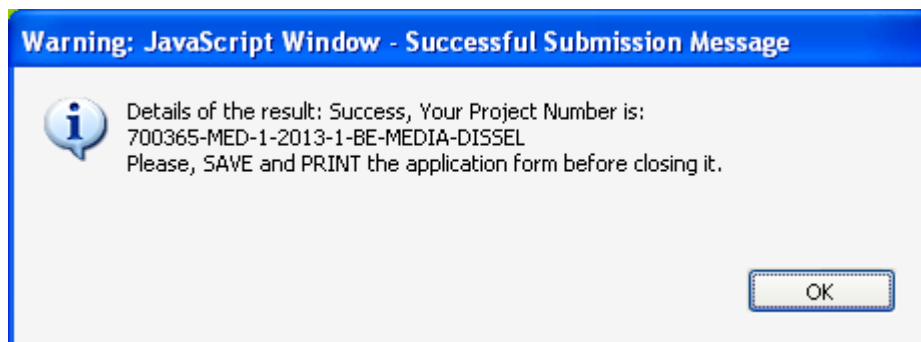 Warning: JavaScript Window - Successful Submission Message
Details of the result: Success, Your Project Number is:
700365-MED-1-2013-1-BE-MEDIA-DISSEL
Please, SAVE and PRINT the application form before closing it.
OK